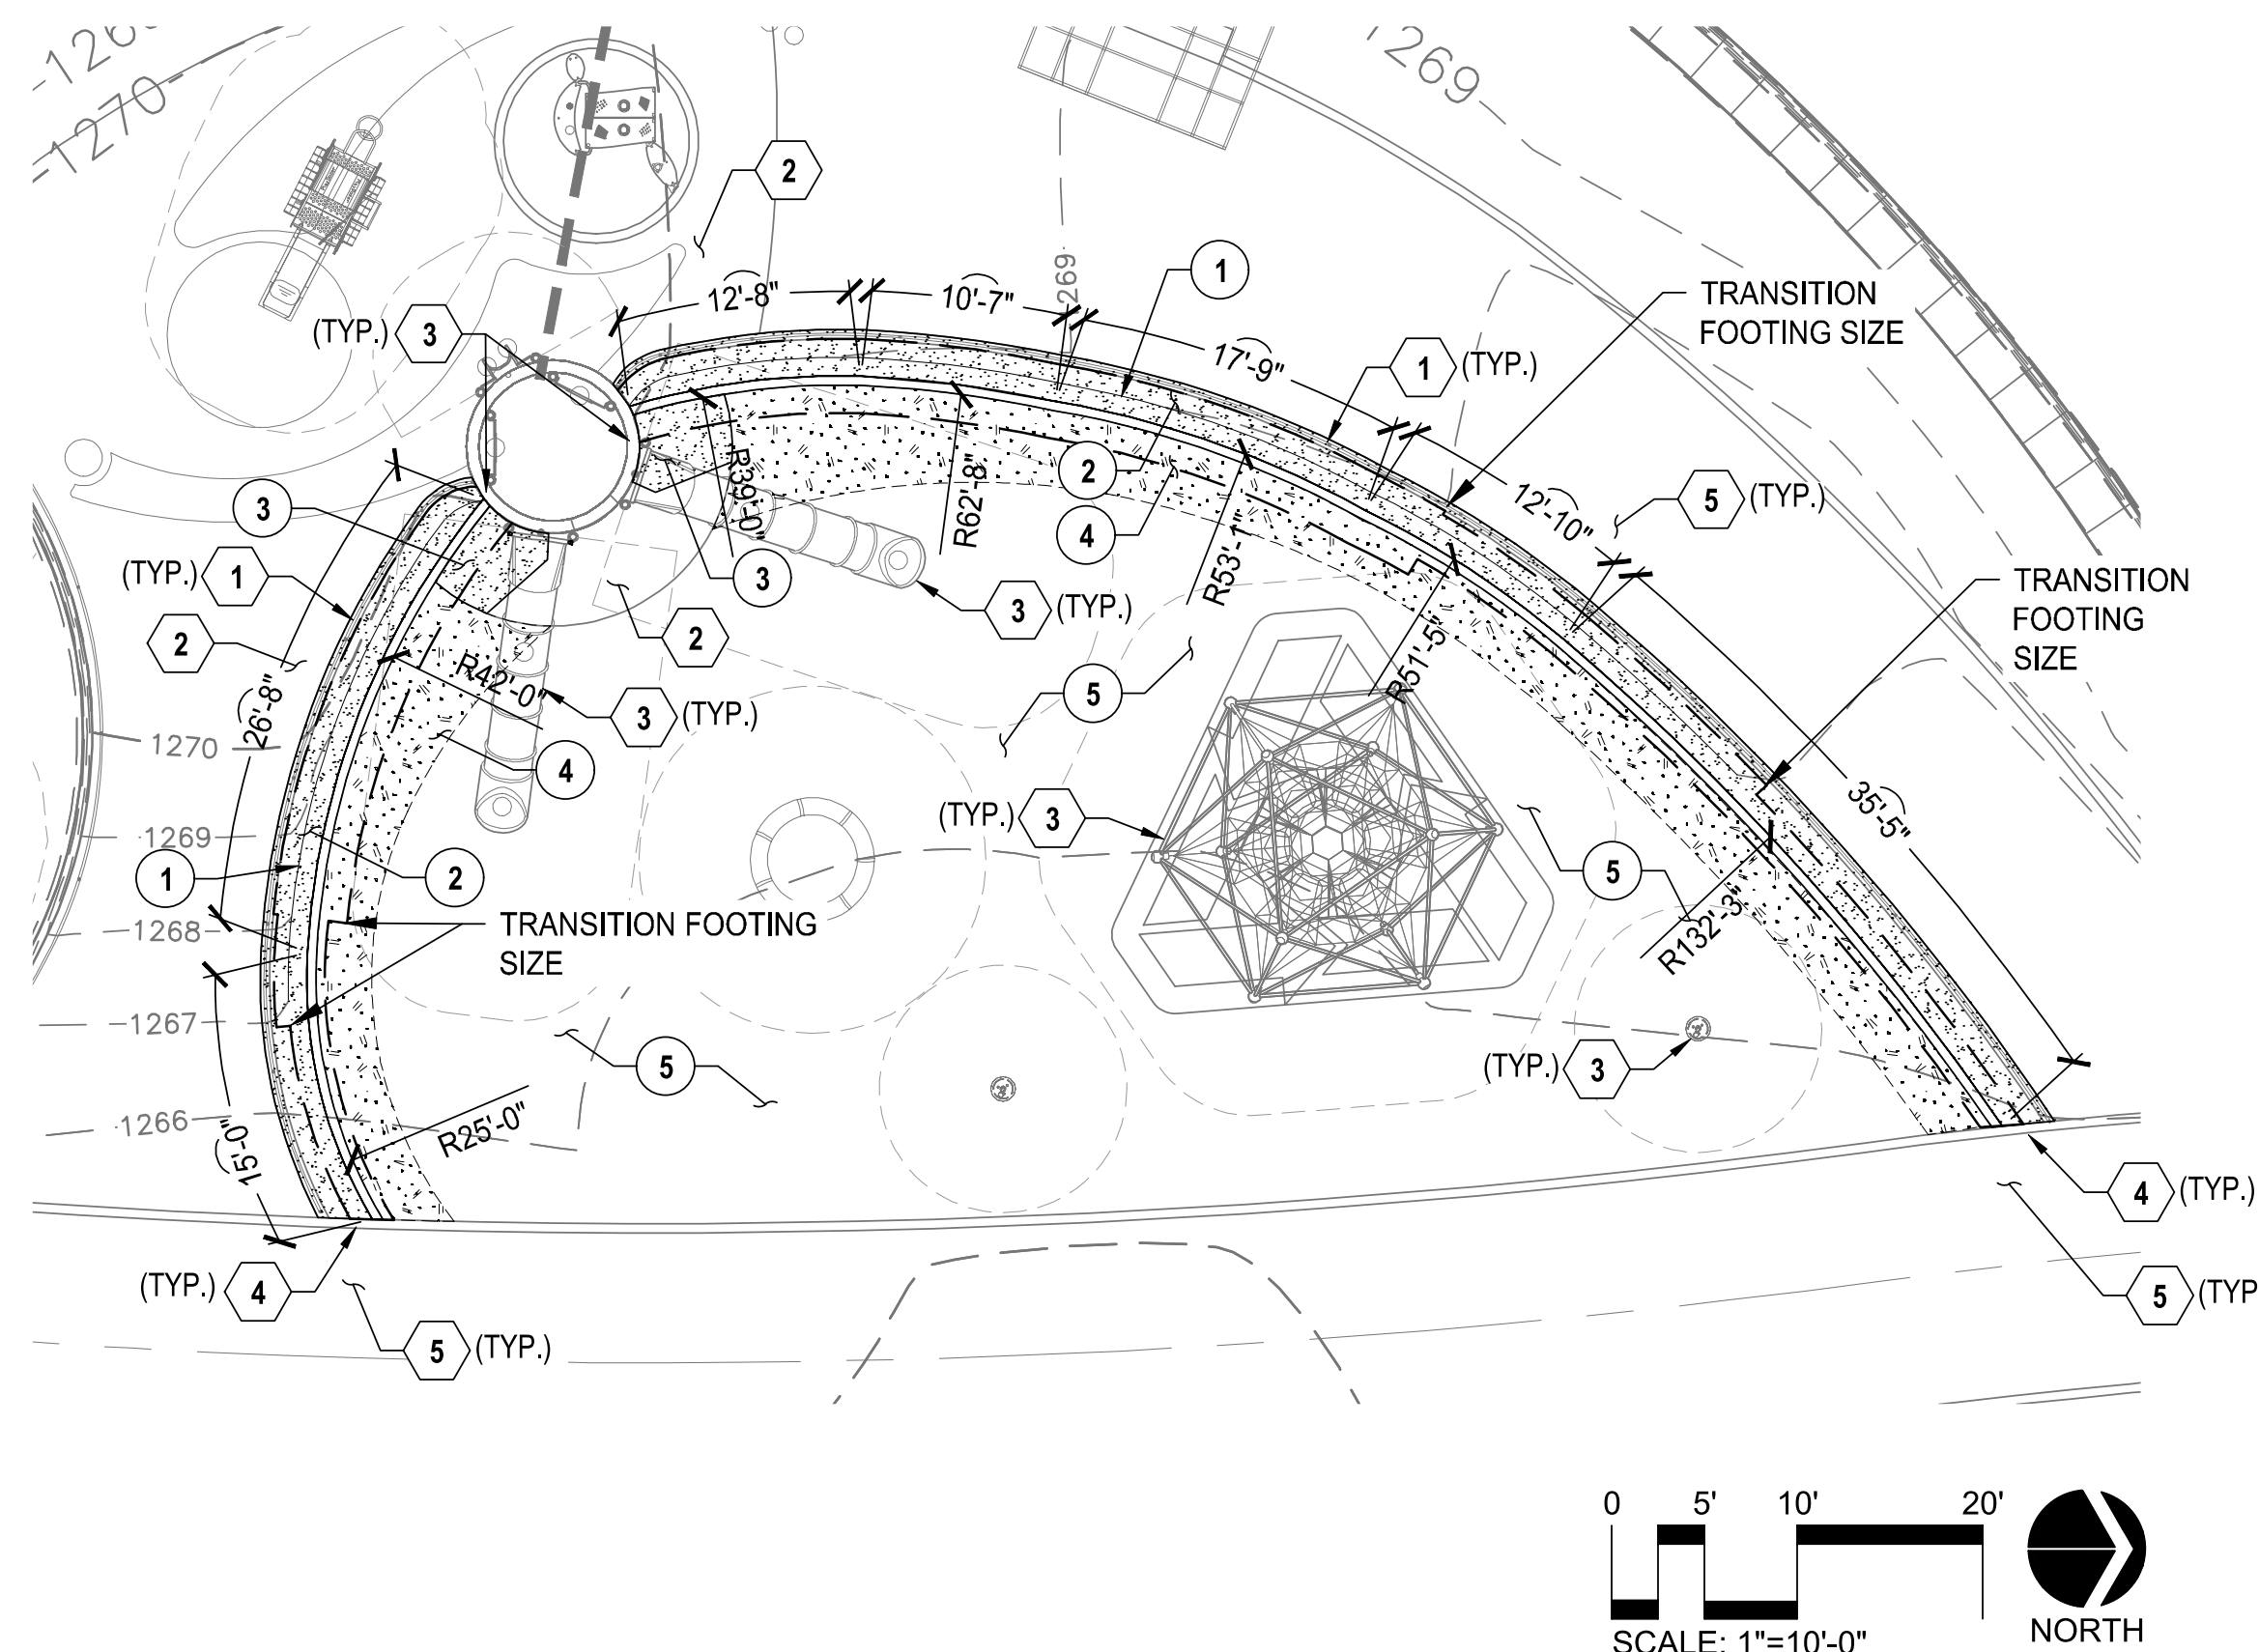 -126
-1270
1269
2
269
12'-8"
10'-7"
17'-9"
12'-10"
35'-5"
1
1 (TYP.)
TRANSITION
FOOTING SIZE
(TYP.) 3
3
(TYP.) 1
2
2
4
3
R39'-0"
R62'-8"
R53'-1"
R51'-5"
R132'-3"
5 (TYP.)
TRANSITION
FOOTING
SIZE
2
3 (TYP.)
R42'-0"
3 (TYP.)
4
5
26'-8"
1270
1269
1268
1267
1266
1
2
TRANSITION FOOTING
SIZE
(TYP.) 3
5
(TYP.) 3
5
R25'-0"
15'-0"
(TYP.) 4
5 (TYP.)
4 (TYP.)
5 (TYP
0 5' 10' 20'
SCALE: 1"=10'-0"
NORTH